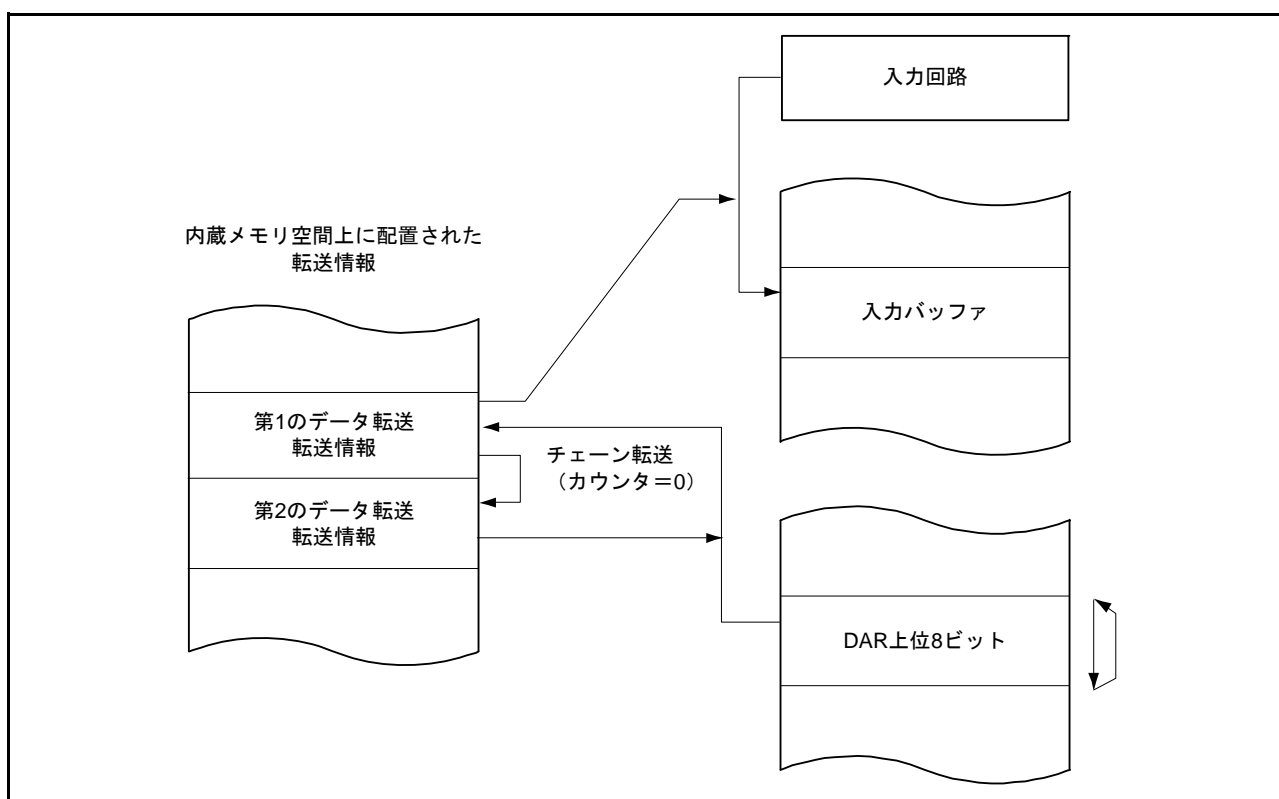 入力回路
内蔵メモリ空間上に配置された
転送情報
入力バッファ
第1のデータ転送
転送情報
チェーン転送
（カウンタ＝0）
第2のデータ転送
転送情報
DAR上位8ビット